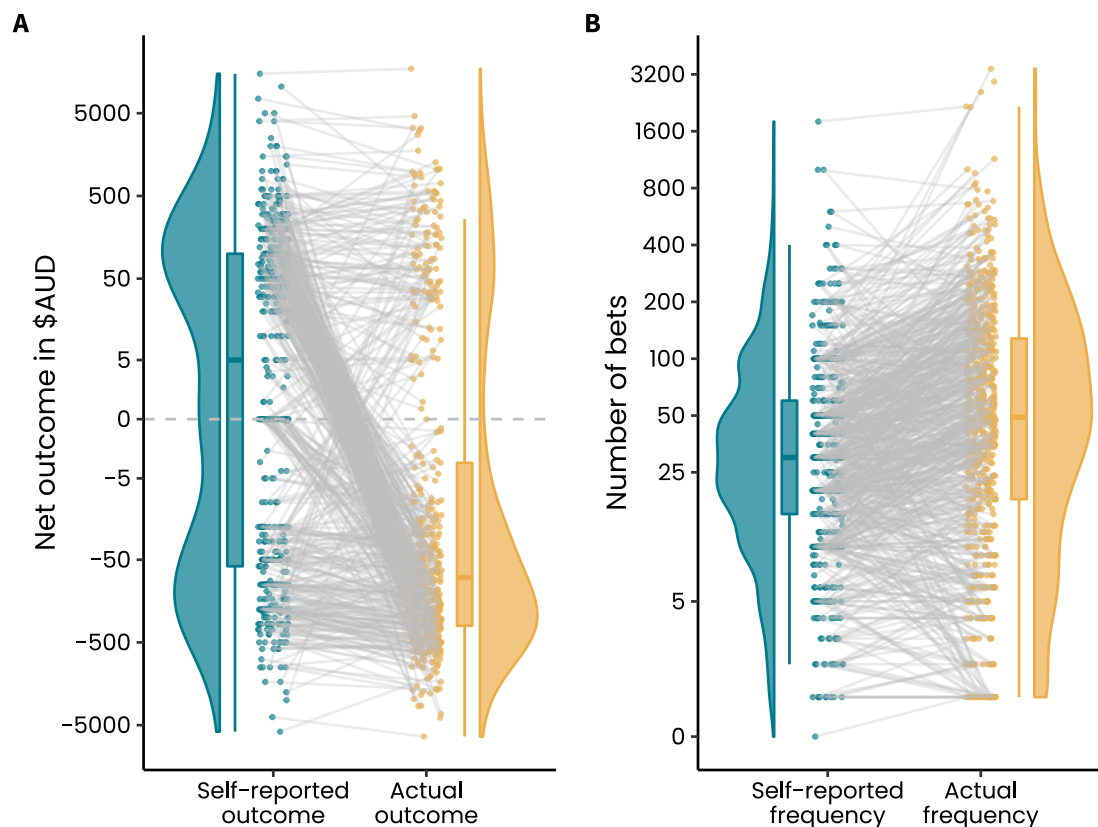 A
Net outcome in $AUD
5000
500
50
5
0
−5
−50
−500
−5000
Self−reported
outcome
Actual
outcome
B
Number of bets
3200
1600
800
400
200
100
50
25
5
0
Self−reported
frequency
Actual
frequency